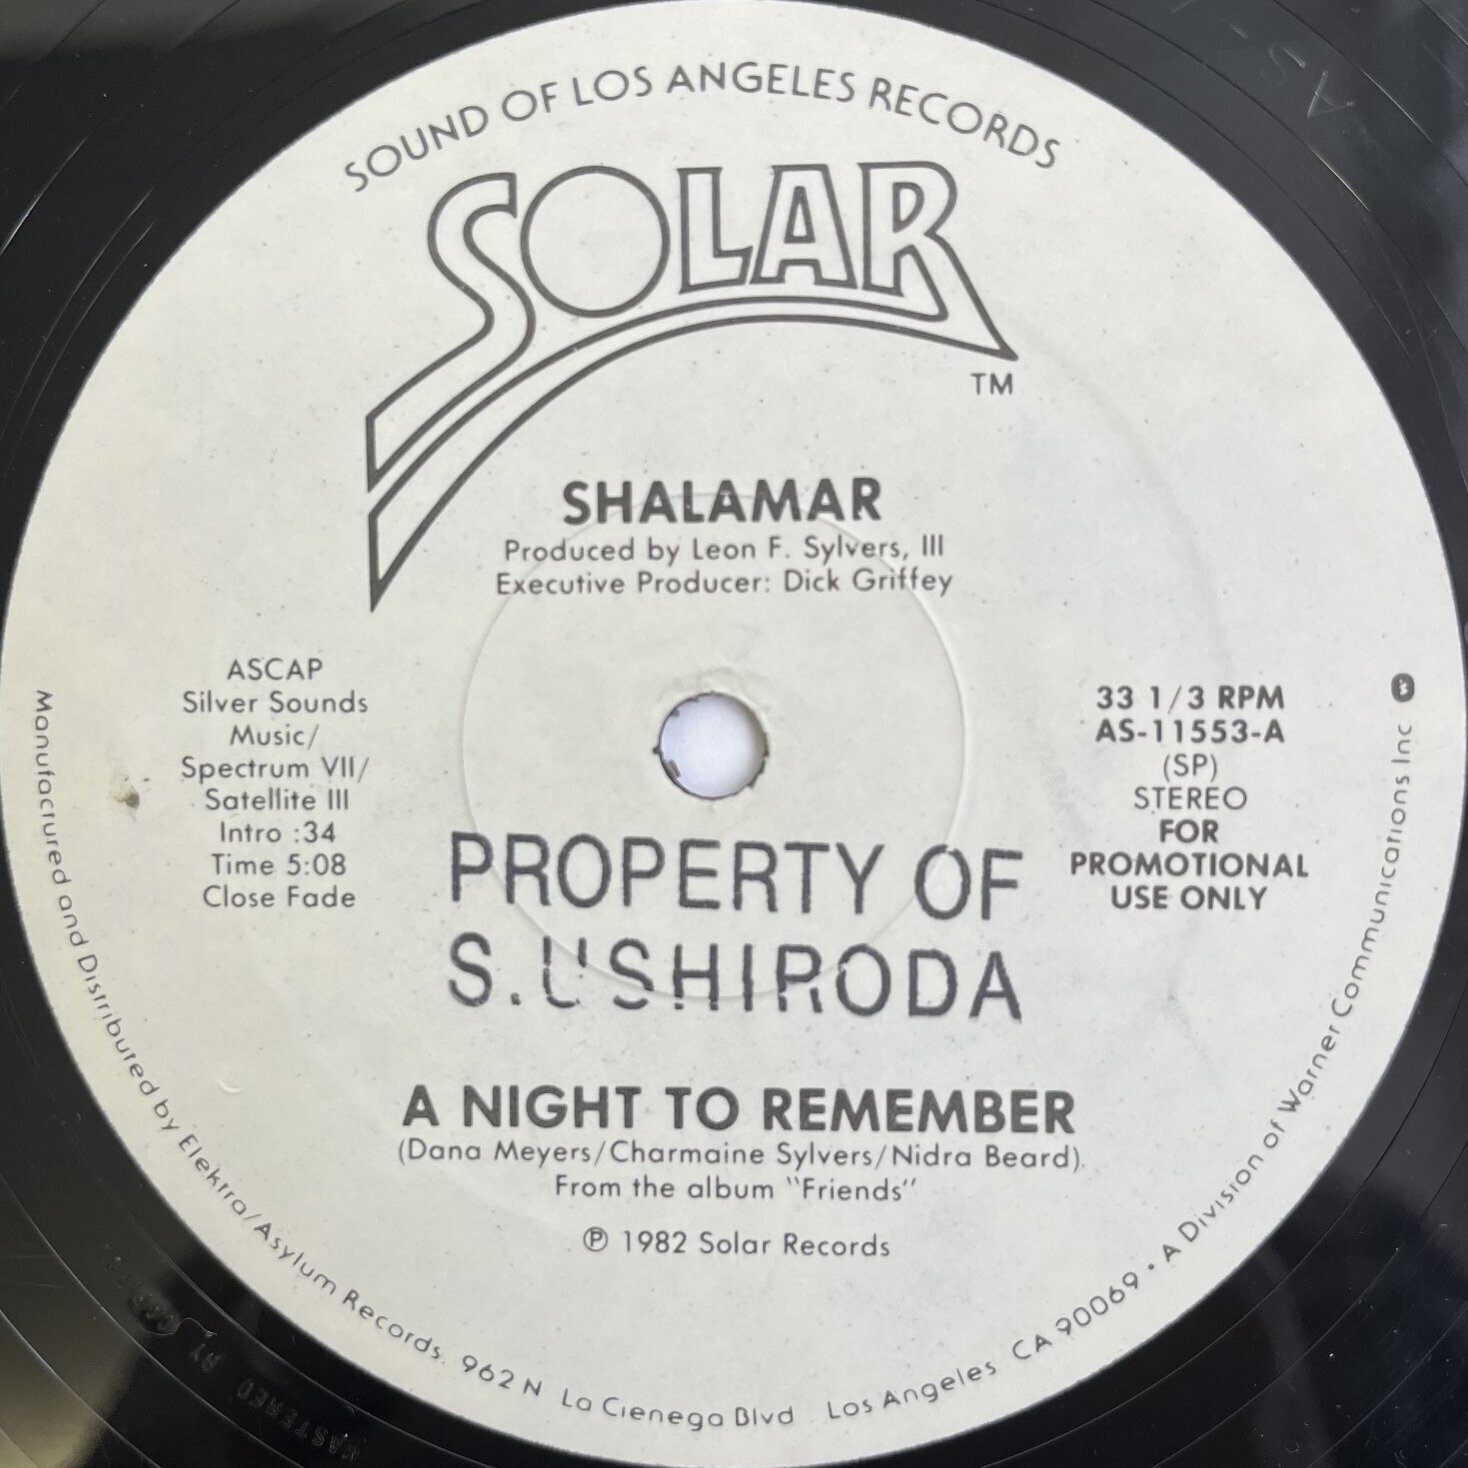 SOUND OF LOS ANGELES RECORDS
SOLAR
TM
SHALAMAR
Produced by Leon F. Sylvers, III
Executive Producer: Dick Griffey
ASCAP
Silver Sounds
Music/
Spectrum VII/
Satellite III
Intro :34
Time 5:08
Close Fade
33 1/3 RPM
AS-11553-A
(SP)
STEREO
FOR
PROMOTIONAL
USE ONLY
PROPERTY OF
S.USHIRODA
A NIGHT TO REMEMBER
(Dana Meyers/Charmaine Sylvers/Nidra Beard)
From the album "Friends"
℗ 1982 Solar Records
Manufactured and Distributed by Elektra/Asylum Records. 962 N La Cienega Blvd Los Angeles CA 90069 • A Division of Warner Communications Inc
MASTERED BY